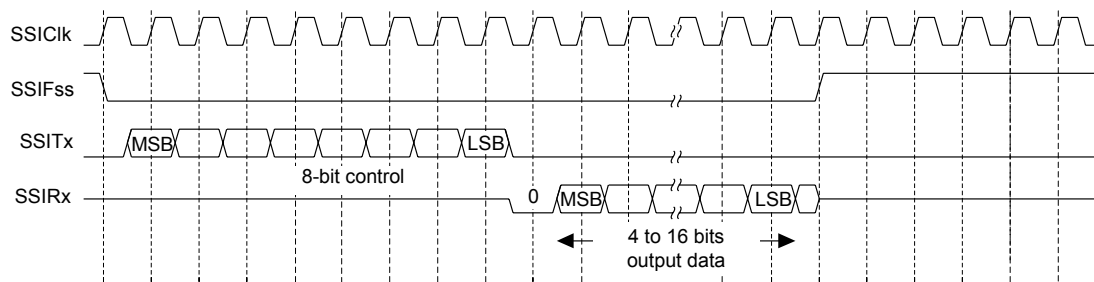 SSIClk
SSIFss
SSITx
MSB
LSB
8-bit control
SSIRx
0
MSB
LSB
4 to 16 bits
output data